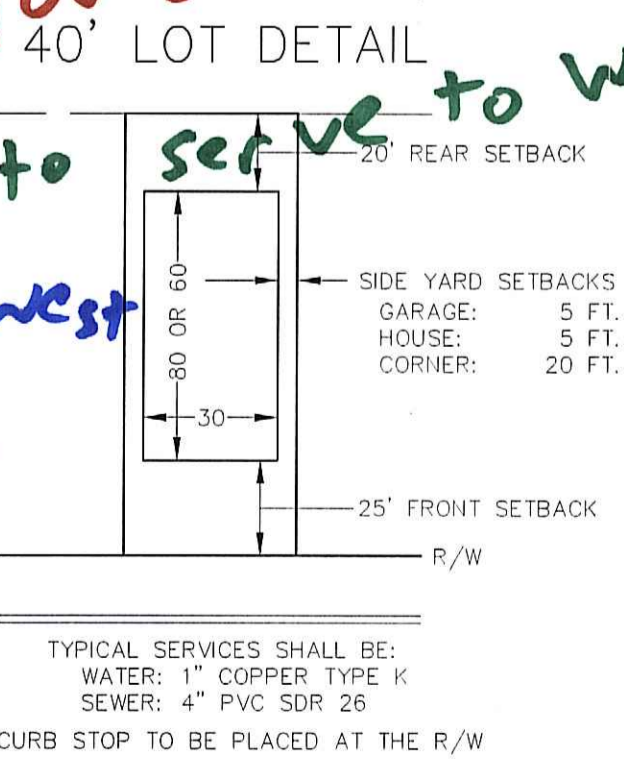 40' LOT DETAIL
to serve to
20' REAR SETBACK
SIDE YARD SETBACKS
GARAGE: 5 FT.
HOUSE: 5 FT.
CORNER: 20 FT.
west
80 OR 60
30
25' FRONT SETBACK
R/W
TYPICAL SERVICES SHALL BE:
WATER: 1" COPPER TYPE K
SEWER: 4" PVC SDR 26
CURB STOP TO BE PLACED AT THE R/W